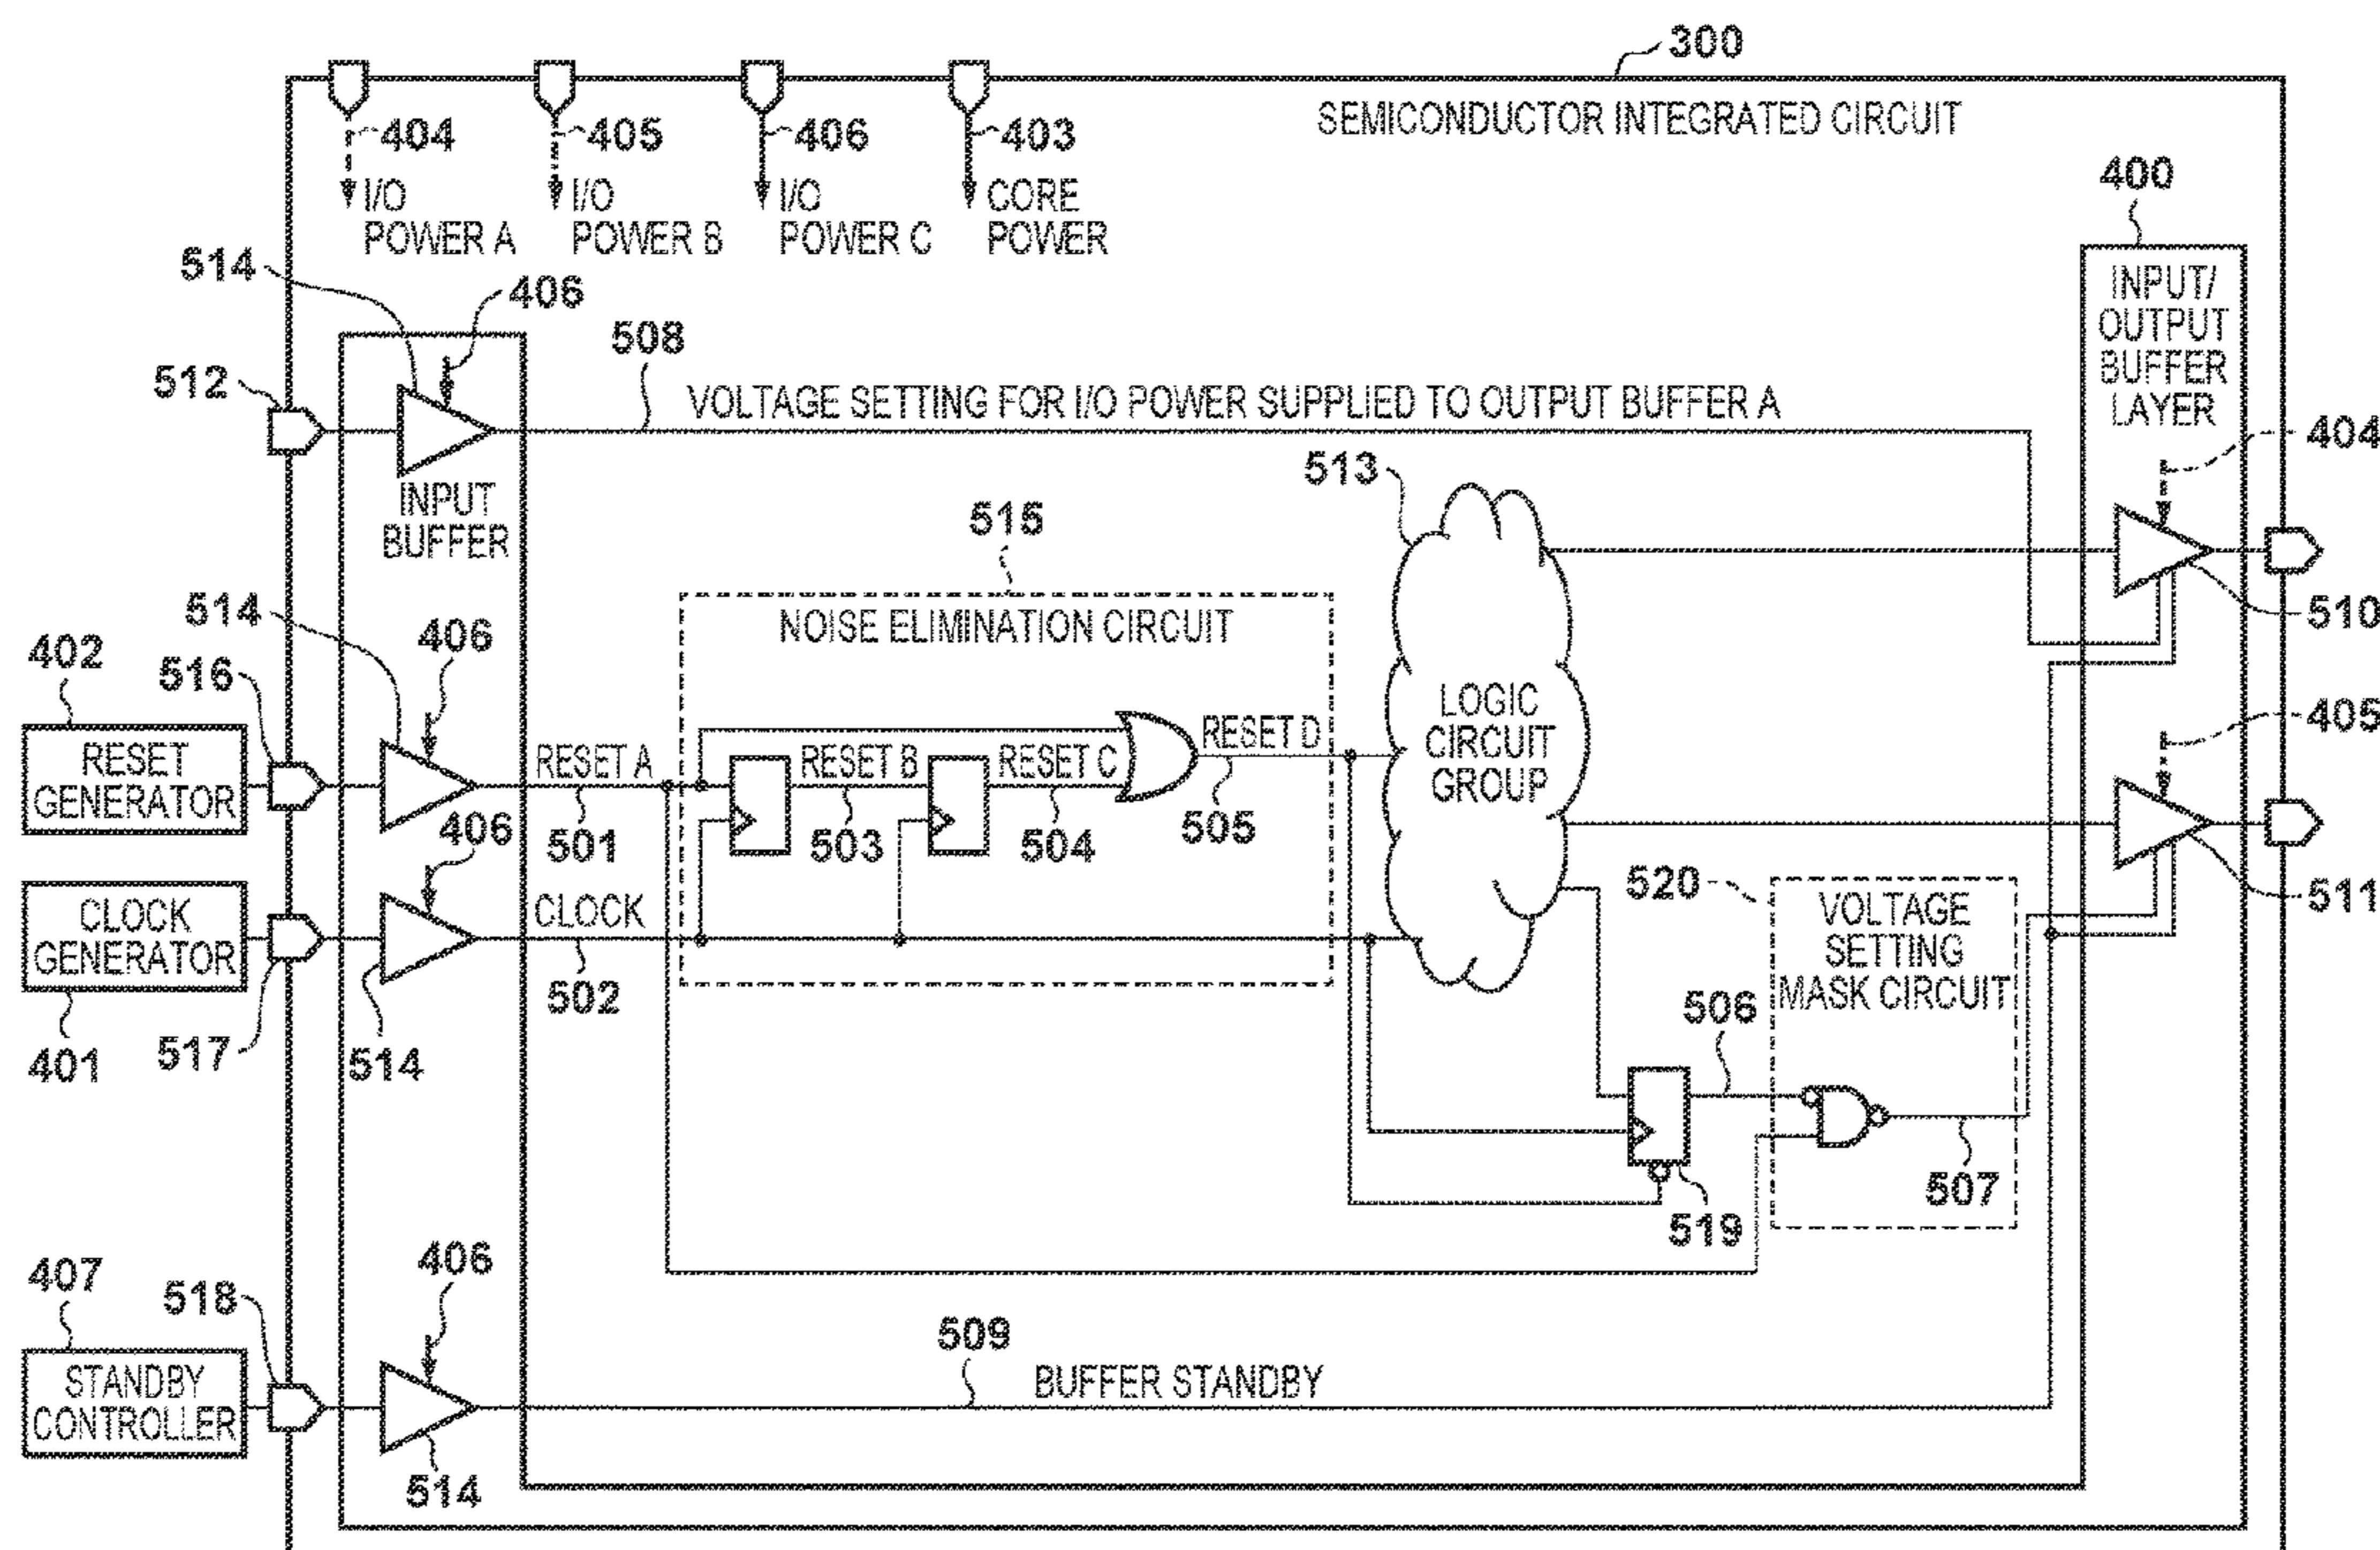 300
SEMICONDUCTOR INTEGRATED CIRCUIT
404
405
406
403
I/O
POWER A
I/O
POWER B
I/O
POWER C
CORE
POWER
400
INPUT/
OUTPUT
BUFFER
LAYER
514
406
508
512
VOLTAGE SETTING FOR I/O POWER SUPPLIED TO OUTPUT BUFFER A
404
INPUT
BUFFER
513
515
510
NOISE ELIMINATION CIRCUIT
514
406
402
516
RESET
GENERATOR
RESET A
501
RESET B
503
RESET C
504
RESET D
505
LOGIC
CIRCUIT
GROUP
405
511
406
CLOCK
GENERATOR
401
517
514
CLOCK
502
520
VOLTAGE
SETTING
MASK CIRCUIT
506
507
519
407
518
406
STANDBY
CONTROLLER
514
509
BUFFER STANDBY